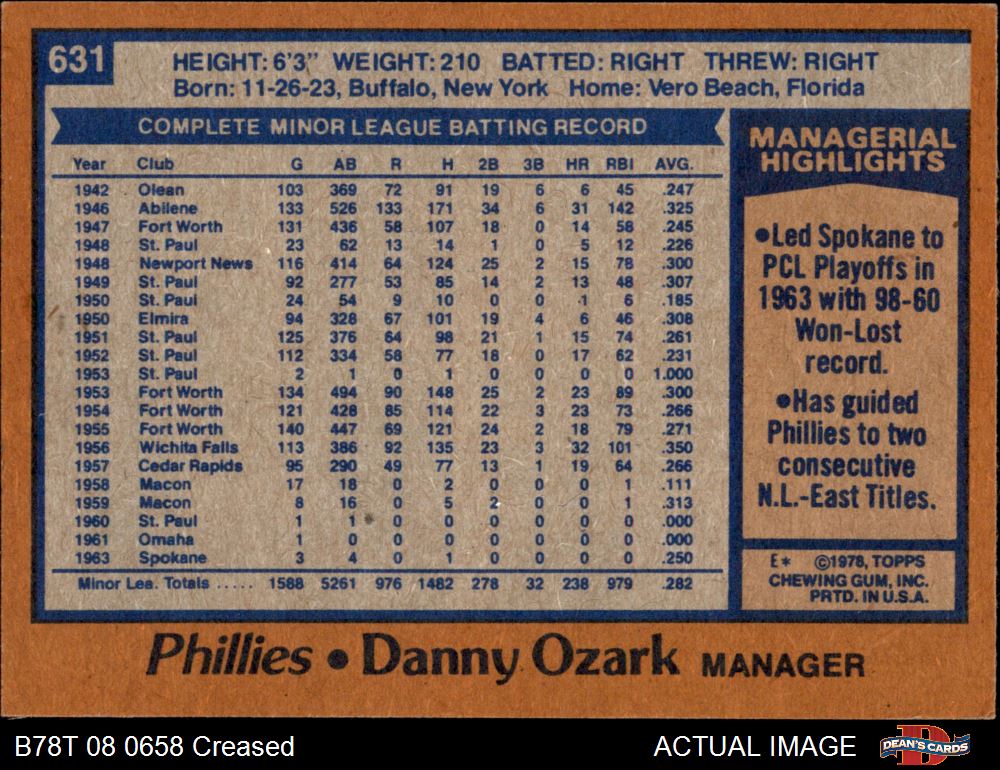 631
HEIGHT: 6'3" WEIGHT: 210 BATTED: RIGHT THREW: RIGHT
Born: 11-26-23, Buffalo, New York Home: Vero Beach, Florida
COMPLETE MINOR LEAGUE BATTING RECORD
Year Club G AB R H 2B 3B HR RBI AVG.
1942 Olean 103 369 72 91 19 6 6 45 .247
1946 Abilene 133 526 133 171 34 6 31 142 .325
1947 Fort Worth 131 436 58 107 18 0 14 58 .245
1948 St. Paul 23 62 13 14 1 0 5 12 .226
1948 Newport News 116 414 64 124 25 2 15 78 .300
1949 St. Paul 92 277 53 85 14 2 13 48 .307
1950 St. Paul 24 54 9 10 0 0 1 6 .185
1950 Elmira 94 328 67 101 19 4 6 46 .308
1951 St. Paul 125 376 64 98 21 1 15 74 .261
1952 St. Paul 112 334 58 77 18 0 17 62 .231
1953 St. Paul 2 1 0 1 0 0 0 0 1.000
1953 Fort Worth 134 494 90 148 25 2 23 89 .300
1954 Fort Worth 121 428 85 114 22 3 23 73 .266
1955 Fort Worth 140 447 69 121 24 2 18 79 .271
1956 Wichita Falls 113 386 92 135 23 3 32 101 .350
1957 Cedar Rapids 95 290 49 77 13 1 19 64 .266
1958 Macon 17 18 0 2 0 0 0 1 .111
1959 Macon 8 16 0 5 2 0 0 1 .313
1960 St. Paul 1 1 0 0 0 0 0 0 .000
1961 Omaha 1 0 0 0 0 0 0 0 .000
1963 Spokane 3 4 0 1 0 0 0 0 .250
Minor Lea. Totals ..... 1588 5261 976 1482 278 32 238 979 .282
MANAGERIAL
HIGHLIGHTS
•Led Spokane to
PCL Playoffs in
1963 with 98-60
Won-Lost
record.
•Has guided
Phillies to two
consecutive
N.L.-East Titles.
E* ©1978, TOPPS
CHEWING GUM, INC.
PRTD. IN U.S.A.
Phillies • Danny Ozark MANAGER
B78T 08 0658 Creased
ACTUAL IMAGE
DEAN'S CARDS